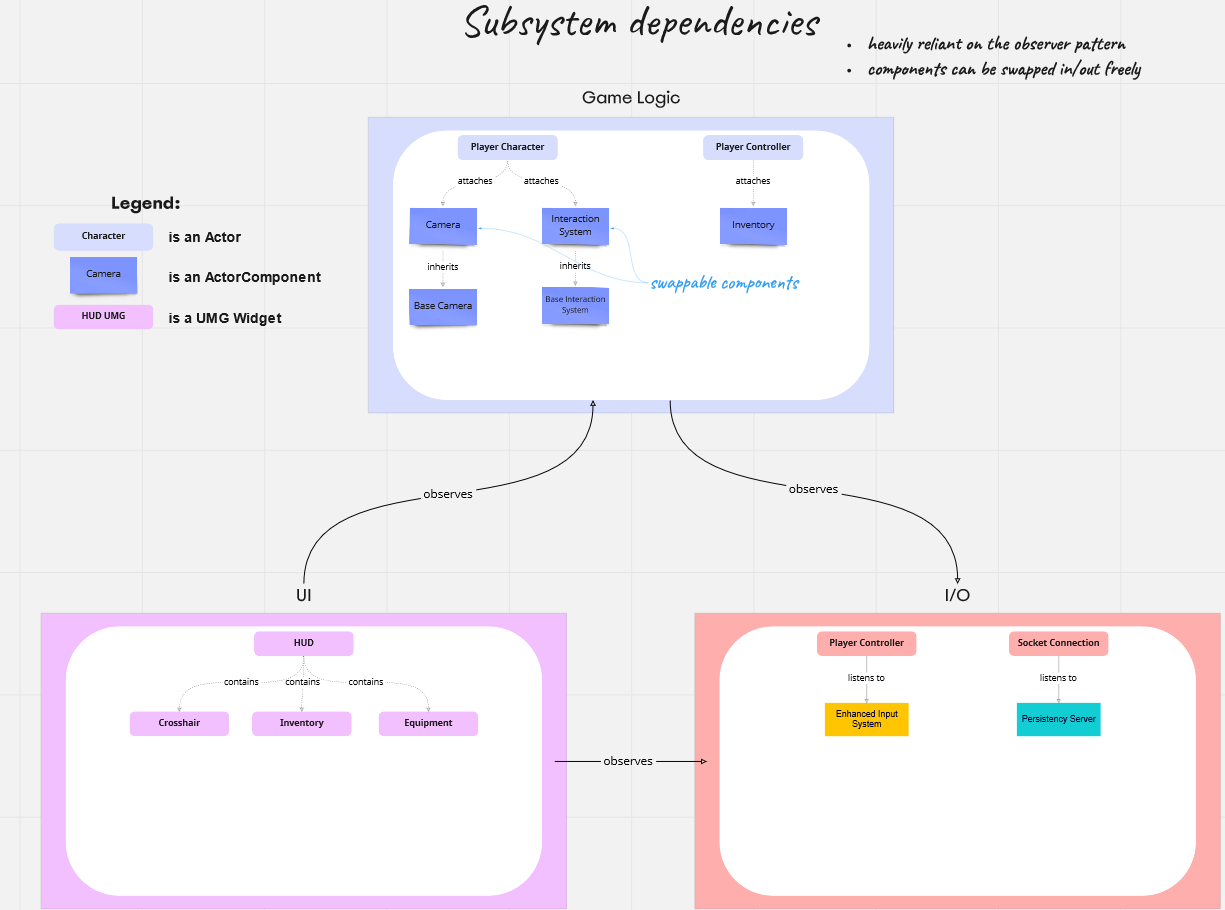 Subsystem dependencies
• heavily reliant on the observer pattern
• components can be swapped in/out freely
Game Logic
Player Character
Player Controller
attaches
attaches
attaches
Camera
Interaction
System
Inventory
inherits
inherits
swappable components
Base Camera
Base Interaction
System
Legend:
Character
is an Actor
Camera
is an ActorComponent
HUD UMG
is a UMG Widget
observes
observes
UI
HUD
contains
contains
contains
Crosshair
Inventory
Equipment
observes
I/O
Player Controller
Socket Connection
listens to
listens to
Enhanced Input
System
Persistency Server